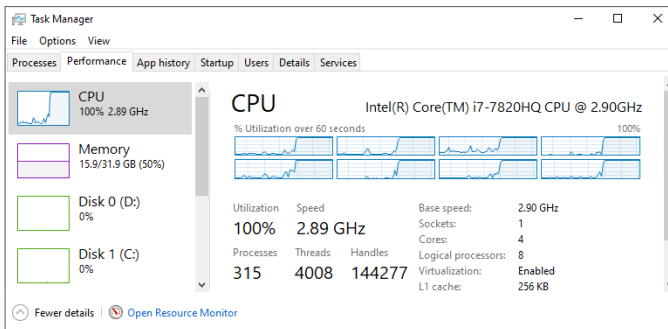 Task Manager
File Options View
Processes Performance App history Startup Users Details Services
CPU
100% 2.89 GHz
Memory
15.9/31.9 GB (50%)
Disk 0 (D:)
0%
Disk 1 (C:)
0%
CPU Intel(R) Core(TM) i7-7820HQ CPU @ 2.90GHz
% Utilization over 60 seconds 100%
Utilization Speed
100% 2.89 GHz
Processes Threads Handles
315 4008 144277
Base speed: 2.90 GHz
Sockets: 1
Cores: 4
Logical processors: 8
Virtualization: Enabled
L1 cache: 256 KB
Fewer details Open Resource Monitor